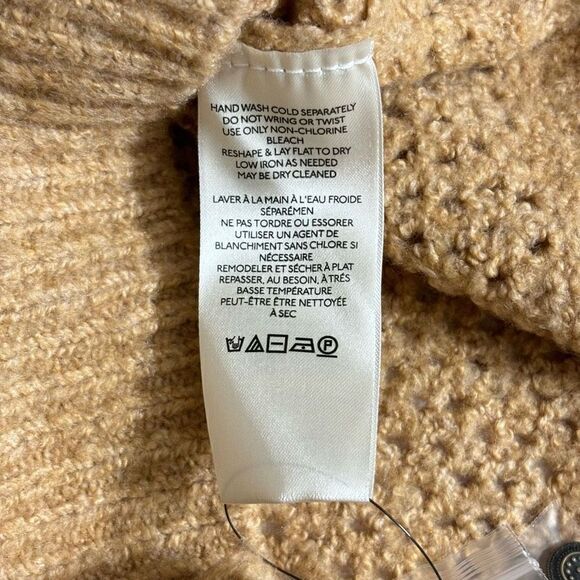 HAND WASH COLD SEPARATELY
DO NOT WRING OR TWIST
USE ONLY NON-CHLORINE
BLEACH
RESHAPE & LAY FLAT TO DRY
LOW IRON AS NEEDED
MAY BE DRY CLEANED
LAVER À LA MAIN À L'EAU FROIDE
SÉPARÉMEN
NE PAS TORDRE OU ESSORER
UTILISER UN AGENT DE
BLANCHIMENT SANS CHLORE SI
NÉCESSAIRE
REMODELER ET SÉCHER À PLAT
REPASSER, AU BESOIN, À TRÉS
BASSE TEMPÉRATURE
PEUT-ÊTRE ÊTRE NETTOYÉE
À SEC
P